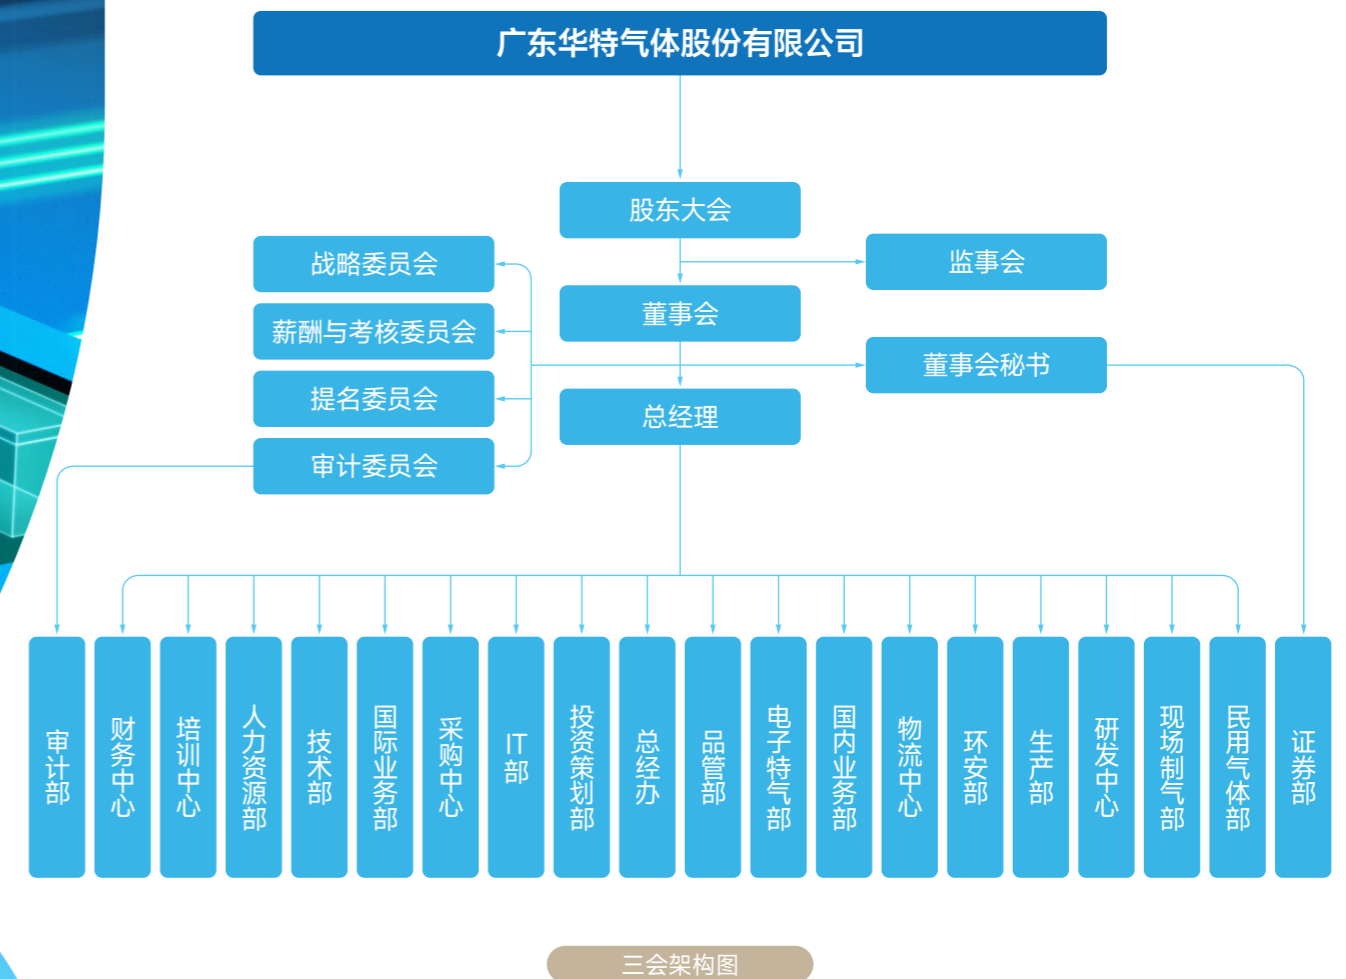 广东华特气体股份有限公司
股东大会
监事会
战略委员会
董事会
薪酬与考核委员会
董事会秘书
提名委员会
总经理
审计委员会
审计部
财务中心
培训中心
人力资源部
技术部
国际业务部
采购中心
IT部
投资策划部
总经办
品管部
电子特气部
国内业务部
物流中心
环安部
生产部
研发中心
现场制气部
民用气体部
证券部
三会架构图